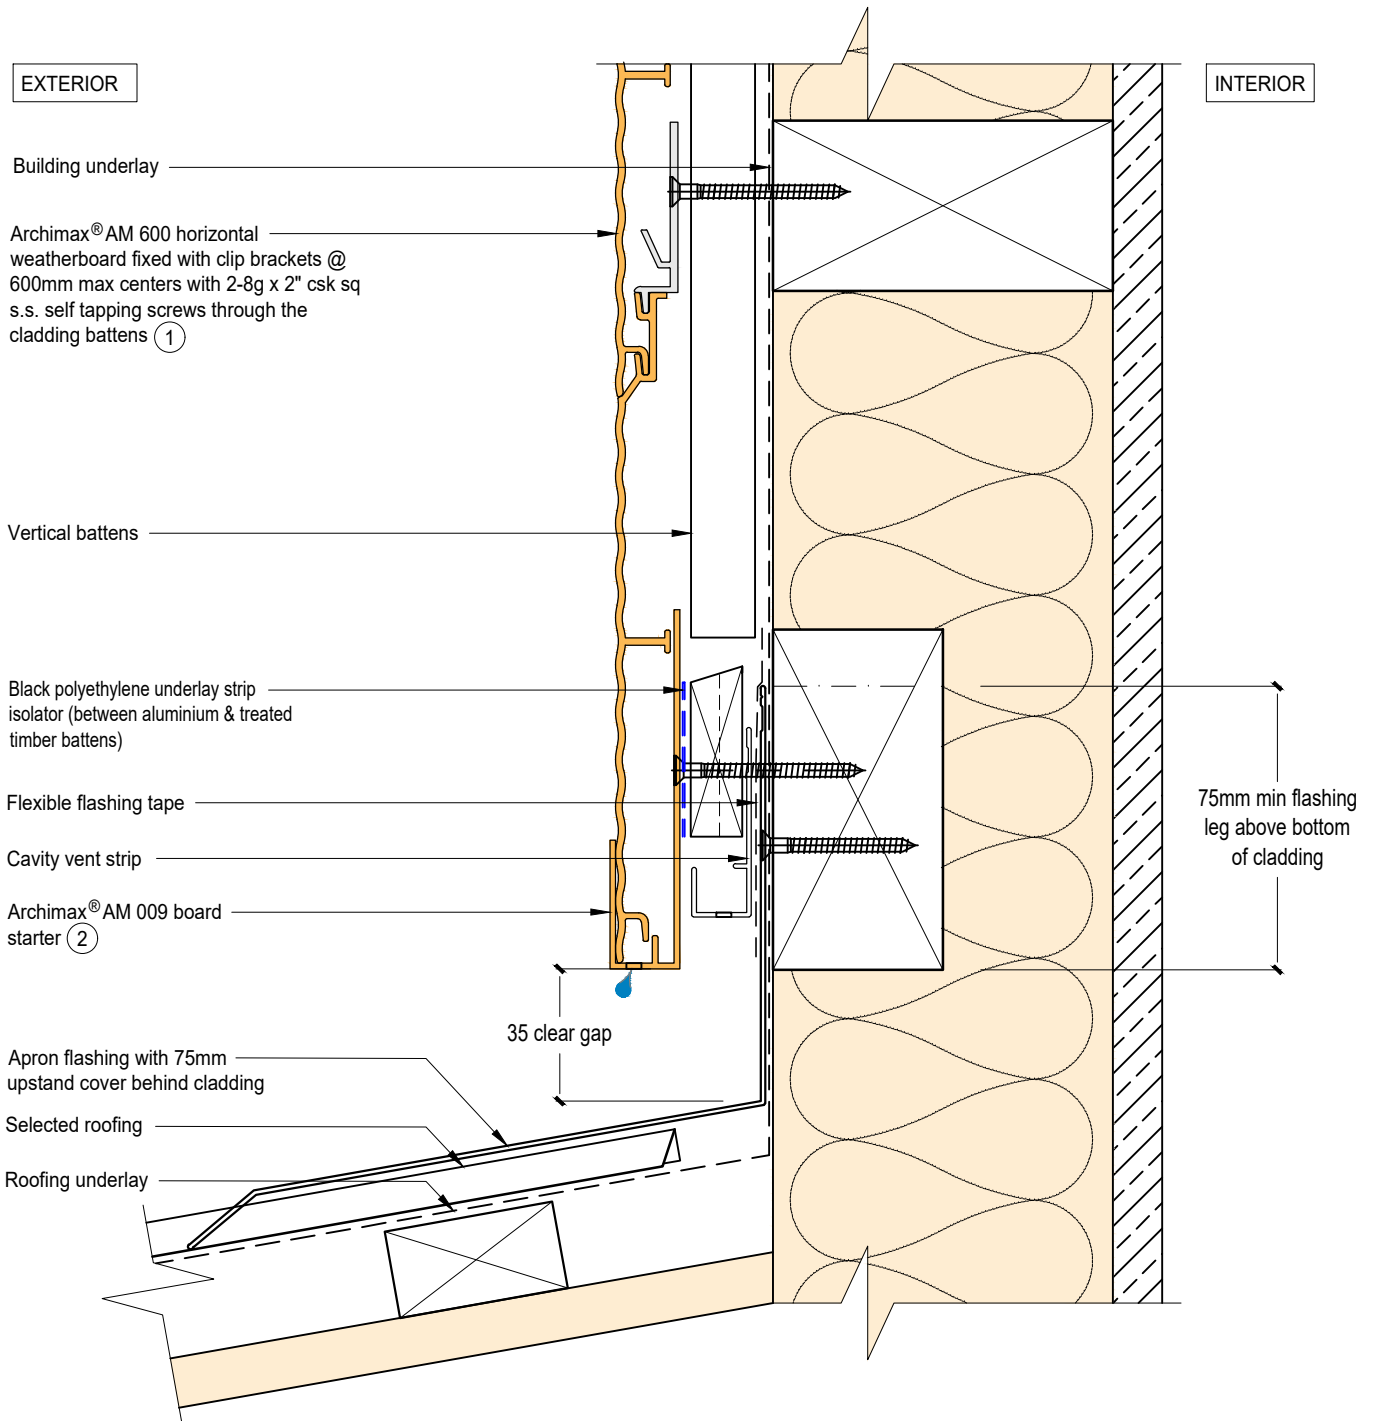 EXTERIOR
INTERIOR
Building underlay
Archimax® AM 600 horizontal
weatherboard fixed with clip brackets @
600mm max centers with 2-8g x 2" csk sq
s.s. self tapping screws through the
cladding battens 1
Vertical battens
Black polyethylene underlay strip
isolator (between aluminium & treated
timber battens)
Flexible flashing tape
Cavity vent strip
Archimax® AM 009 board
starter 2
75mm min flashing
leg above bottom
of cladding
35 clear gap
Apron flashing with 75mm
upstand cover behind cladding
Selected roofing
Roofing underlay